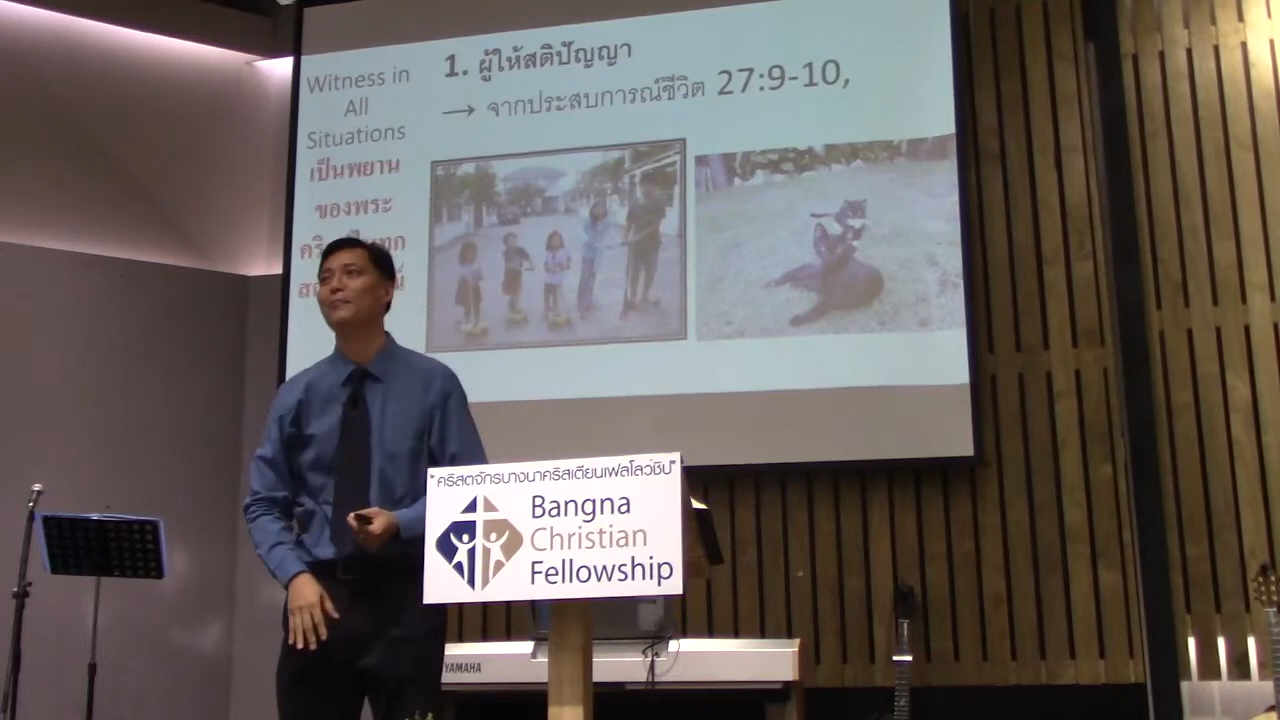 Witness in
All
Situations
เป็นพยาน
ของพระ
1. ผู้ให้สติปัญญา
→ จากประสบการณ์ชีวิต 27:9-10,
"คริสตจักรบางนาคริสเตียนเฟลโลว์ชิป"
Bangna
Christian
Fellowship
YAMAHA